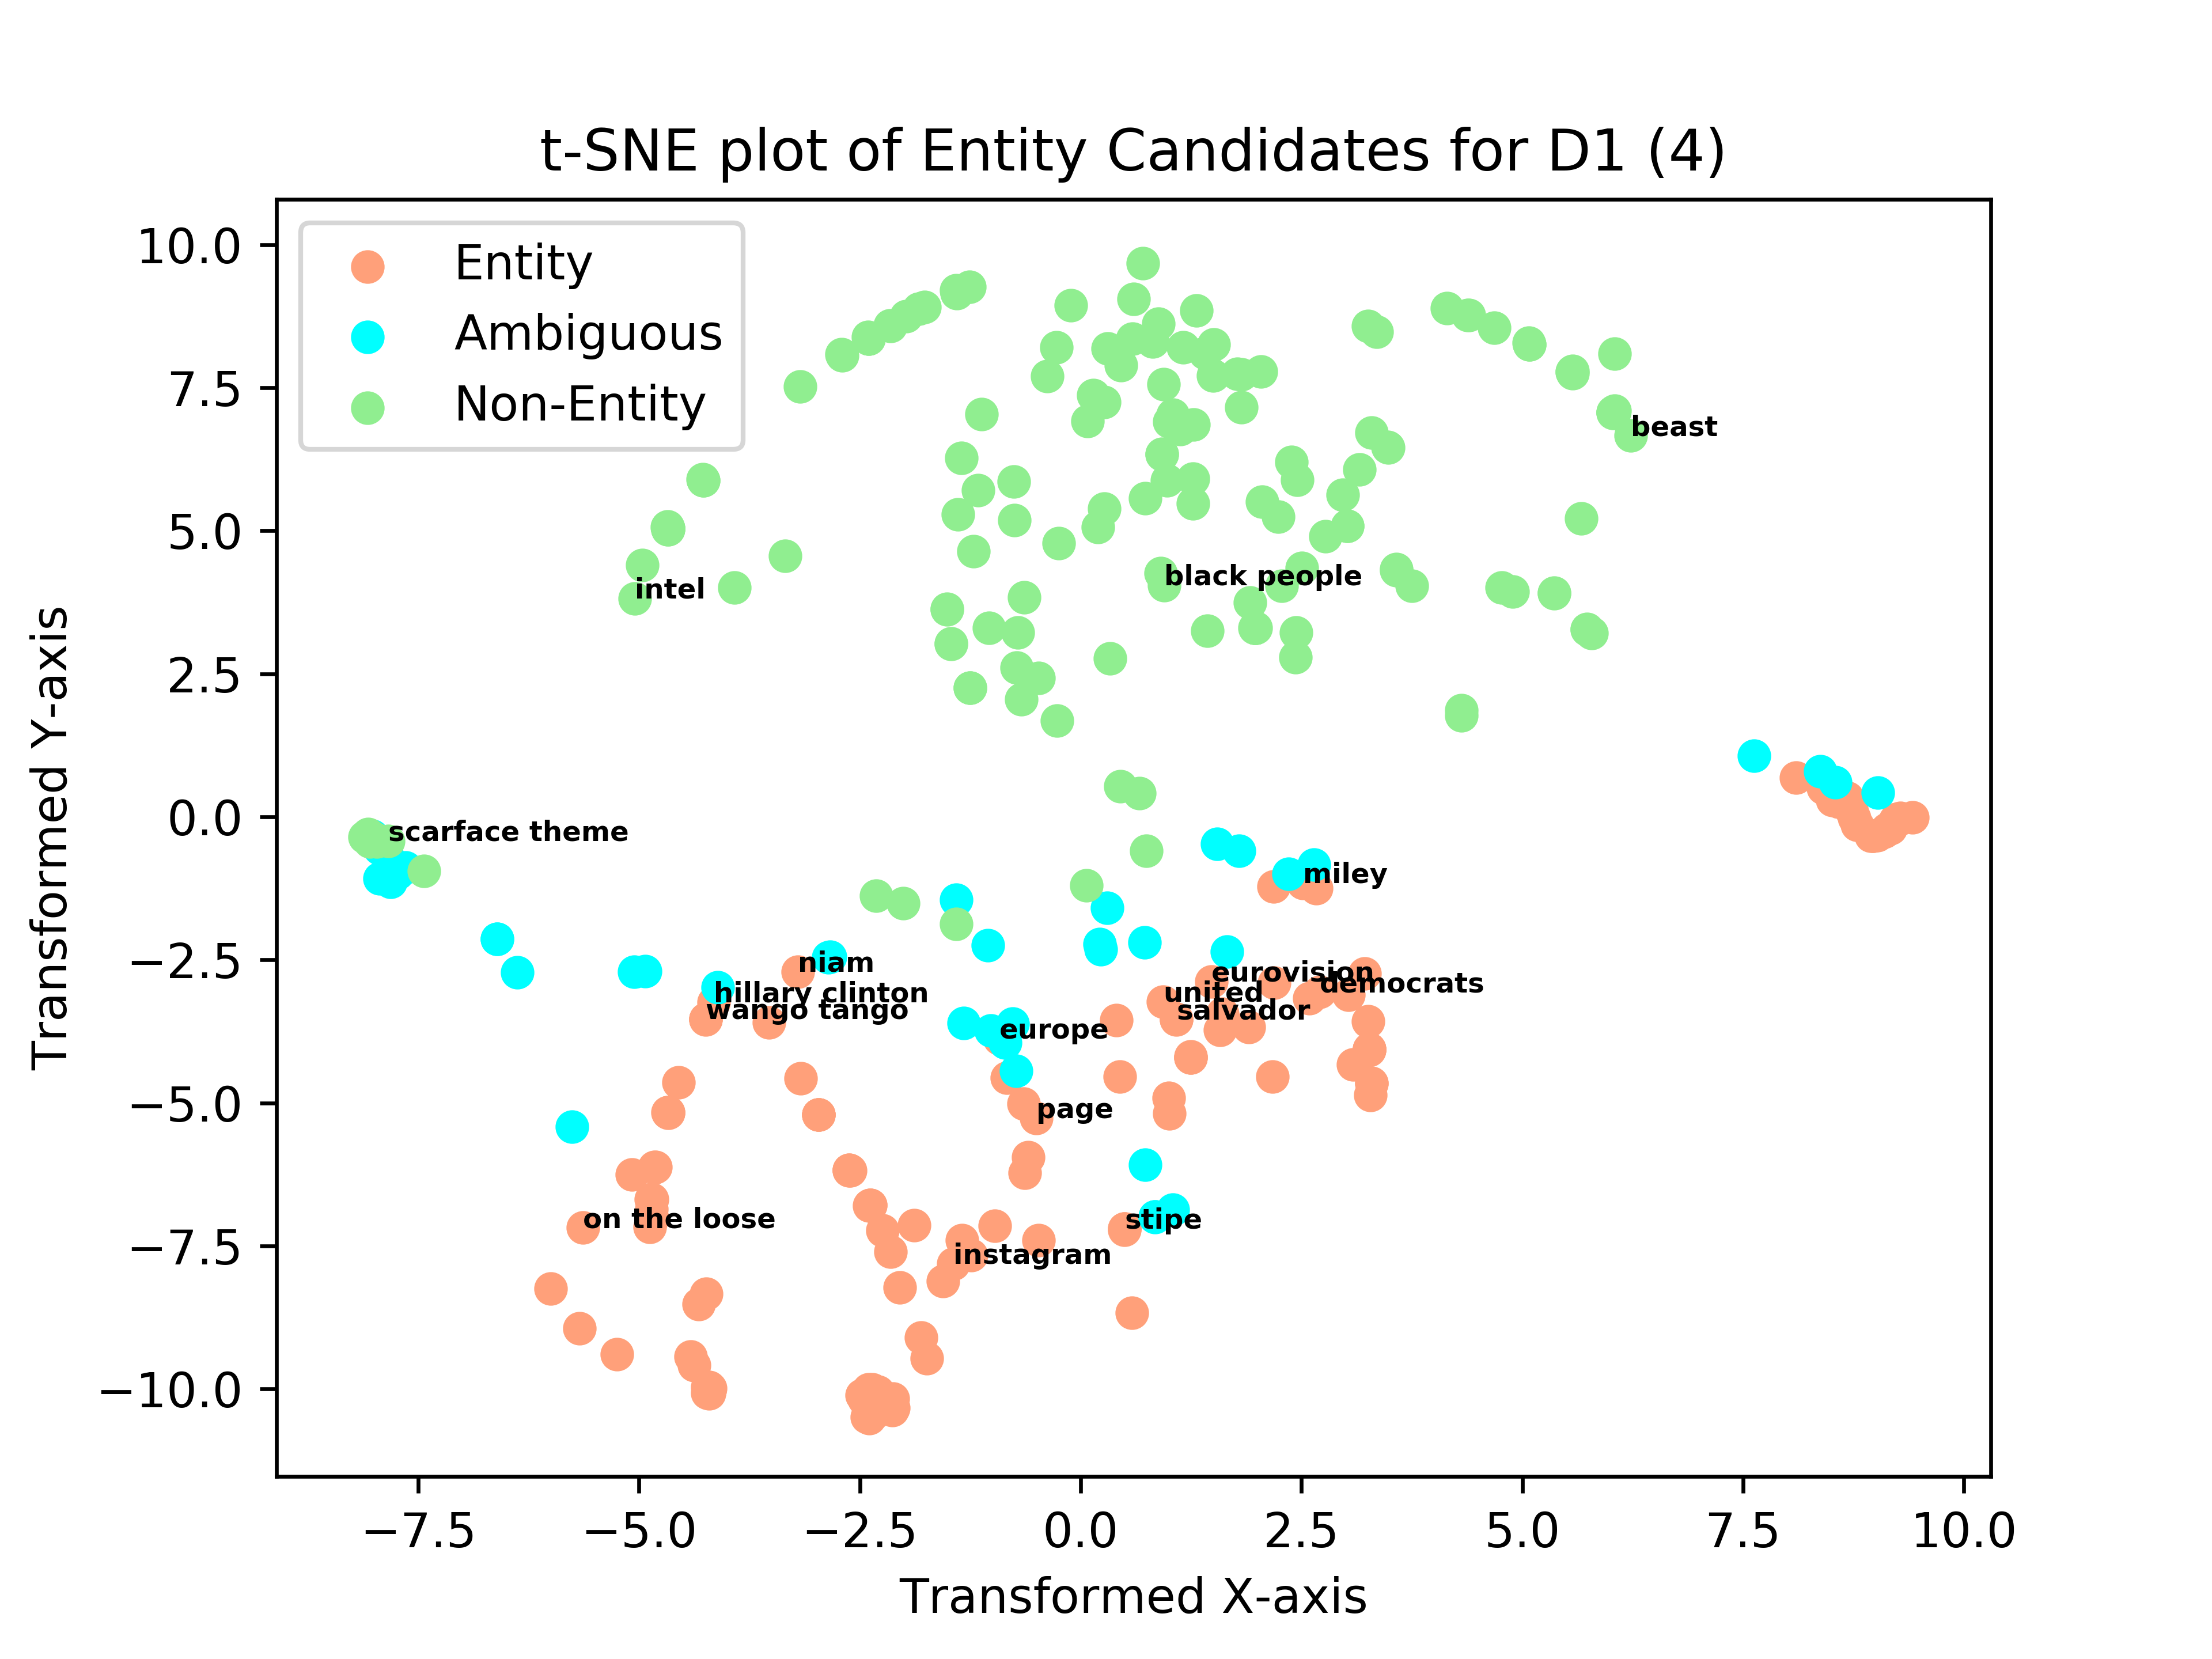 t-SNE plot of Entity Candidates for D1 (4)
Entity
Ambiguous
Non-Entity
10.0
7.5
5.0
2.5
0.0
−2.5
−5.0
−7.5
−10.0
Transformed Y-axis
beast
intel
black people
scarface theme
miley
niam
eurovision
democrats
hillary clinton
united
wango tango
salvador
europe
page
on the loose
stipe
instagram
−7.5
−5.0
−2.5
0.0
2.5
5.0
7.5
10.0
Transformed X-axis